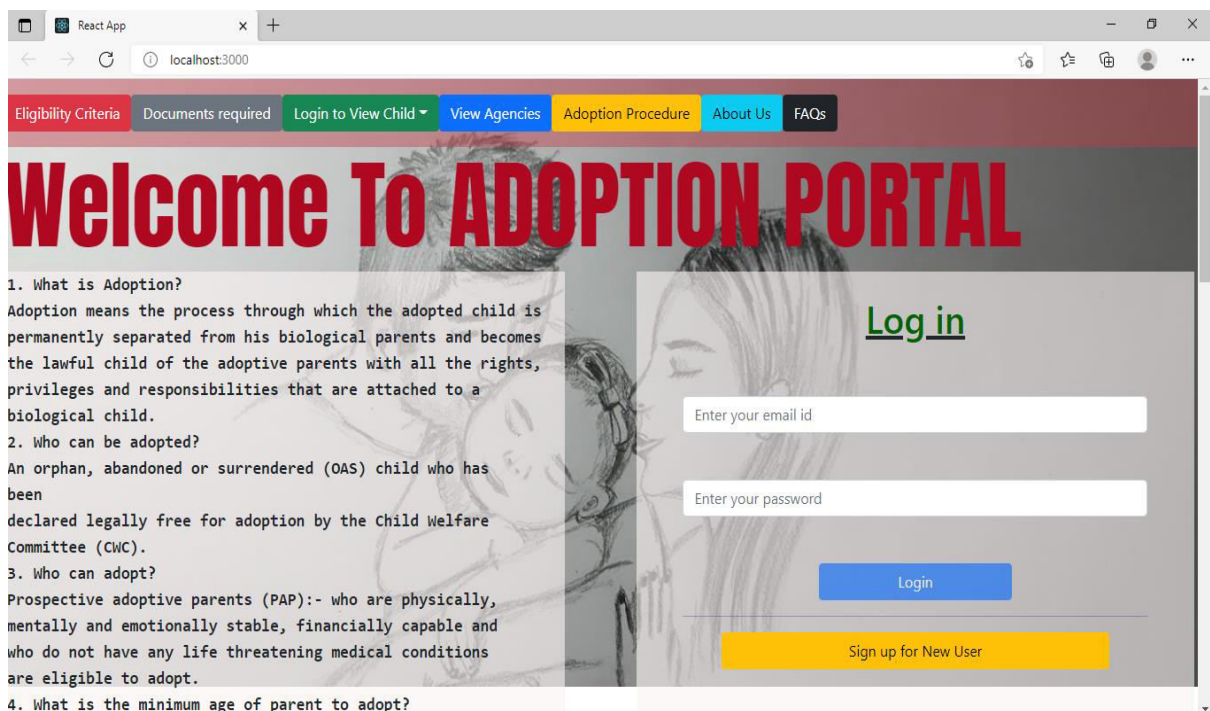 React App
localhost:3000
Eligibility Criteria Documents required Login to View Child View Agencies Adoption Procedure About Us FAQs
Welcome To ADOPTION PORTAL
1. What is Adoption?
Adoption means the process through which the adopted child is
permanently separated from his biological parents and becomes
the lawful child of the adoptive parents with all the rights,
privileges and responsibilities that are attached to a
biological child.
2. Who can be adopted?
An orphan, abandoned or surrendered (OAS) child who has
been
declared legally free for adoption by the Child Welfare
Committee (CWC).
3. Who can adopt?
Prospective adoptive parents (PAP):- who are physically,
mentally and emotionally stable, financially capable and
who do not have any life threatening medical conditions
are eligible to adopt.
4. What is the minimum age of parent to adopt?
Log in
Enter your email id
Enter your password
Login
Sign up for New User